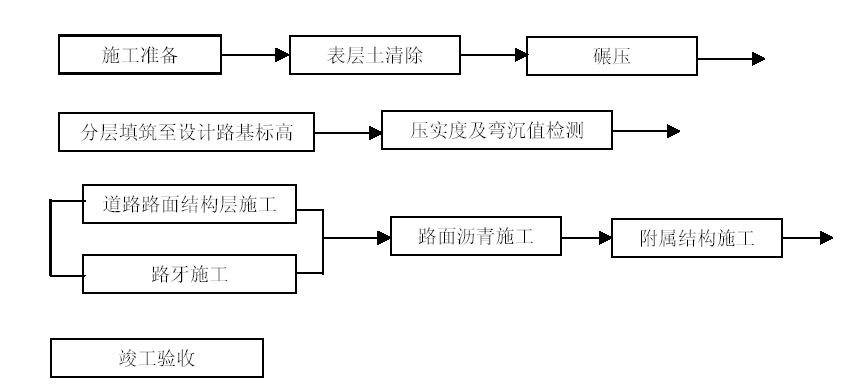 施工准备
表层土清除
碾压
分层填筑至设计路基标高
压实度及弯沉值检测
道路路面结构层施工
路牙施工
路面沥青施工
附属结构施工
竣工验收